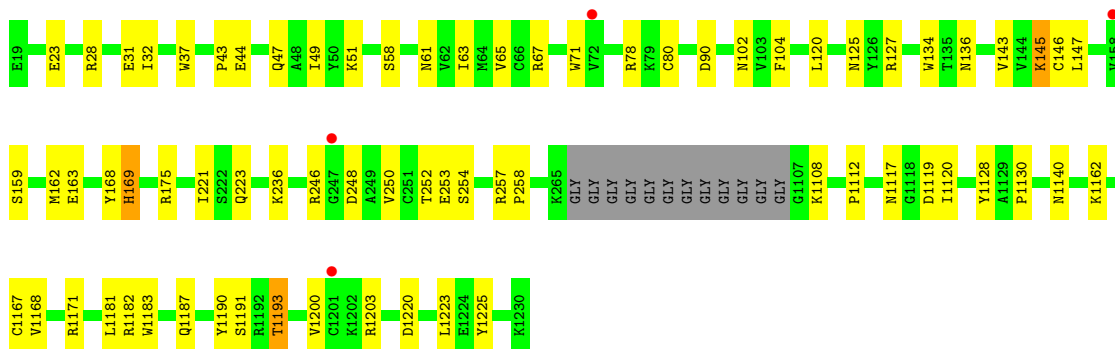 E19 E23 R28 E31 I32 W37 P43 E44 Q47 A48 I49 Y50 K51 S58 N61 V62 I63 M64 V65 C66 R67 W71 V72 R78 K79 C80 D90 N102 V103 F104 L120 N125 Y126 R127 W134 T135 N136 V143 V144 K145 C146 L147 V158
S159 M162 E163 Y168 H169 R175 I221 S222 Q223 K236 R246 G247 D248 A249 V250 C251 T252 E253 S254 R257 P258 K265 GLY GLY GLY GLY GLY GLY GLY GLY GLY GLY G1107 K1108 P1112 N1117 G1118 D1119 I1120 Y1128 A1129 P1130 N1140 K1162
C1167 V1168 R1171 L1181 R1182 W1183 Q1187 Y1190 S1191 R1192 T1193 V1200 C1201 K1202 R1203 D1220 L1223 E1224 Y1225 K1230